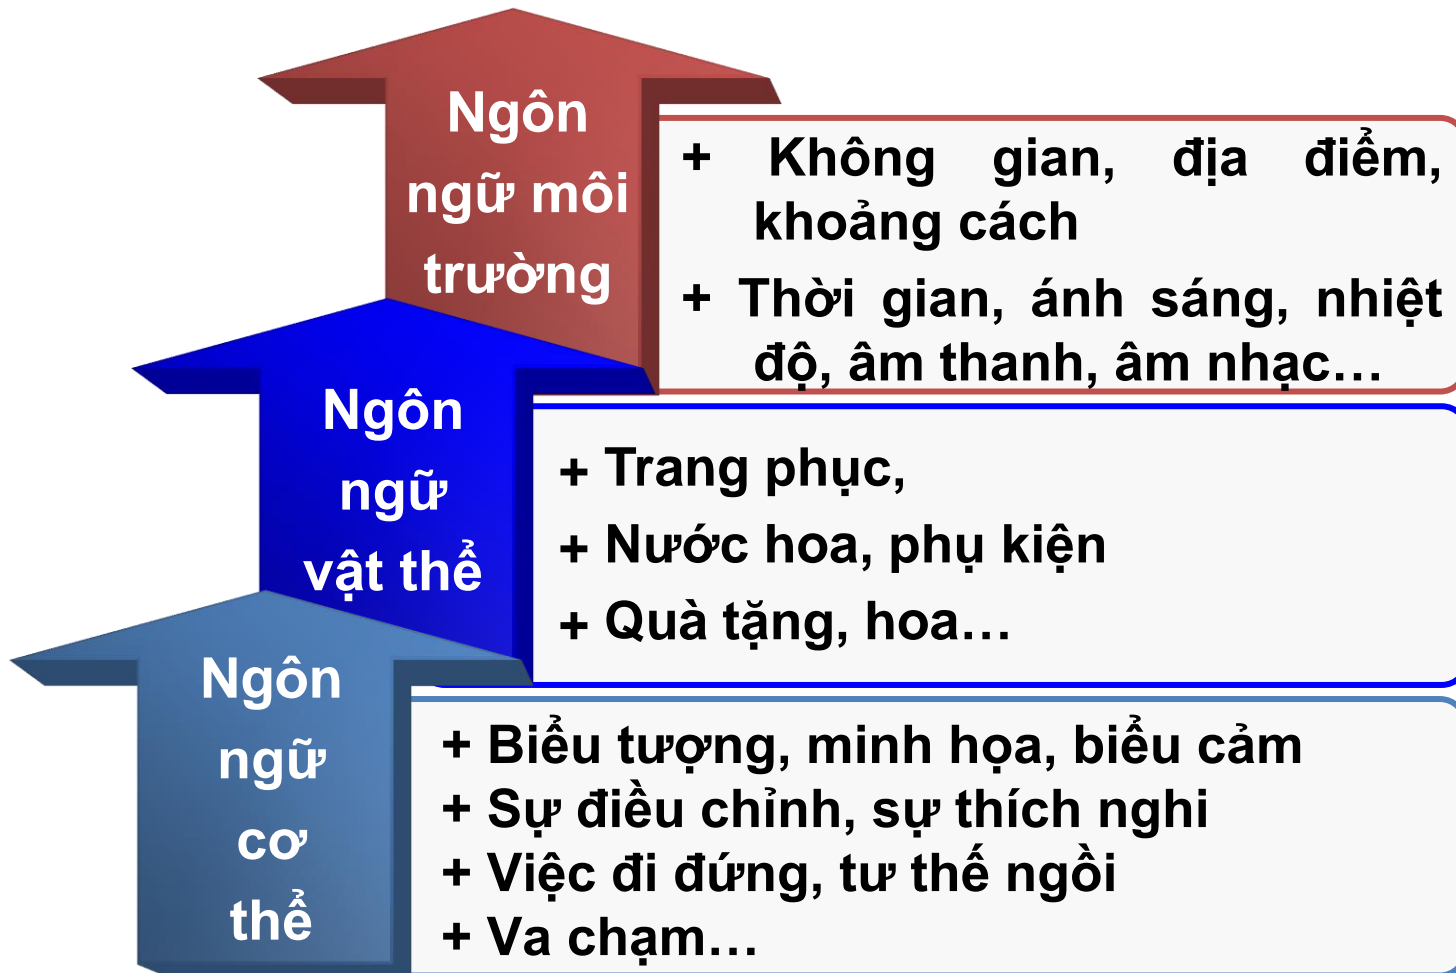 Ngôn
ngữ môi
trường
+ Không gian, địa điểm,
khoảng cách
+ Thời gian, ánh sáng, nhiệt
độ, âm thanh, âm nhạc...
Ngôn
ngữ
vật thể
+ Trang phục,
+ Nước hoa, phụ kiện
+ Quà tặng, hoa...
Ngôn
ngữ
cơ
thể
+ Biểu tượng, minh họa, biểu cảm
+ Sự điều chỉnh, sự thích nghi
+ Việc đi đứng, tư thế ngồi
+ Va chạm...